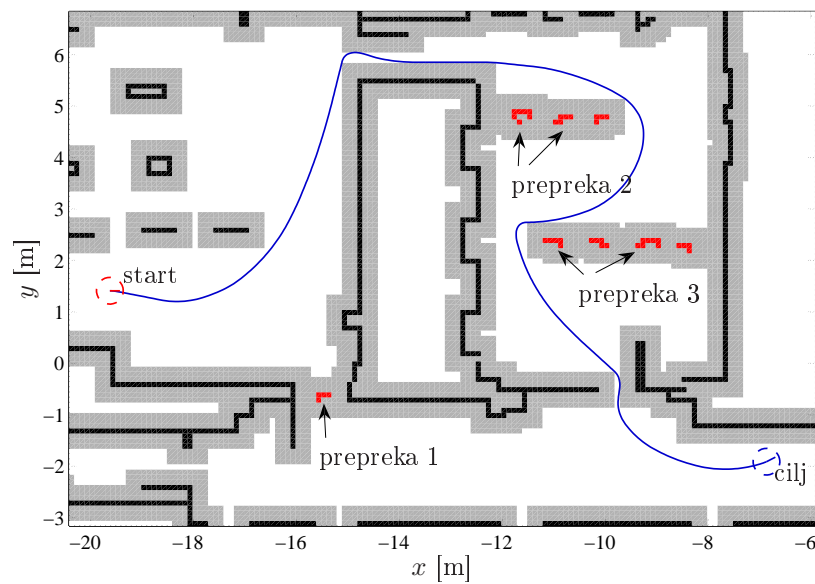 6
5
4
prepreka 2
3
2
start
prepreka 3
1
0
−1
prepreka 1
−2
cilj
−3
y [m]
−20 −18 −16 −14 −12 −10 −8 −6
x [m]